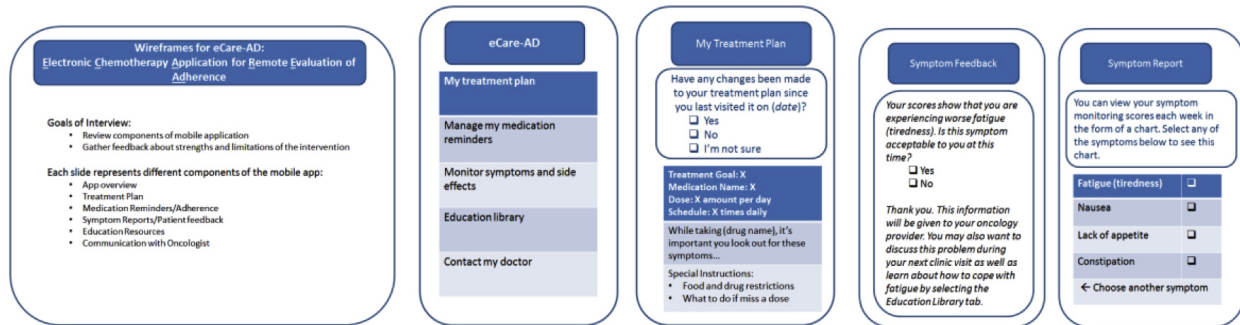 Wireframes for eCare-AD:
Electronic Chemotherapy Application for Remote Evaluation of
Adherence
Goals of Interview:
• Review components of mobile application
• Gather feedback about strengths and limitations of the intervention
Each slide represents different components of the mobile app:
• App overview
• Treatment Plan
• Medication Reminders/Adherence
• Symptom Reports/Patient feedback
• Education Resources
• Communication with Oncologist
eCare-AD
My treatment plan
Manage my medication
reminders
Monitor symptoms and side
effects
Education library
Contact my doctor
My Treatment Plan
Have any changes been made
to your treatment plan since
you last visited it on (date)?
❑ Yes
❑ No
❑ I'm not sure
Treatment Goal: X
Medication Name: X
Dose: X amount per day
Schedule: X times daily
While taking (drug name), it's
important you look out for these
symptoms...
Special Instructions:
• Food and drug restrictions
• What to do if miss a dose
Symptom Feedback
Your scores show that you are
experiencing worse fatigue
(tiredness). Is this symptom
acceptable to you at this
time?
❑ Yes
❑ No
Thank you. This information
will be given to your oncology
provider. You may also want to
discuss this problem during
your next clinic visit as well as
learn about how to cope with
fatigue by selecting the
Education Library tab.
Symptom Report
You can view your symptom
monitoring scores each week in
the form of a chart. Select any of
the symptoms below to see this
chart.
Fatigue (tiredness) ❑
Nausea ❑
Lack of appetite ❑
Constipation ❑
← Choose another symptom